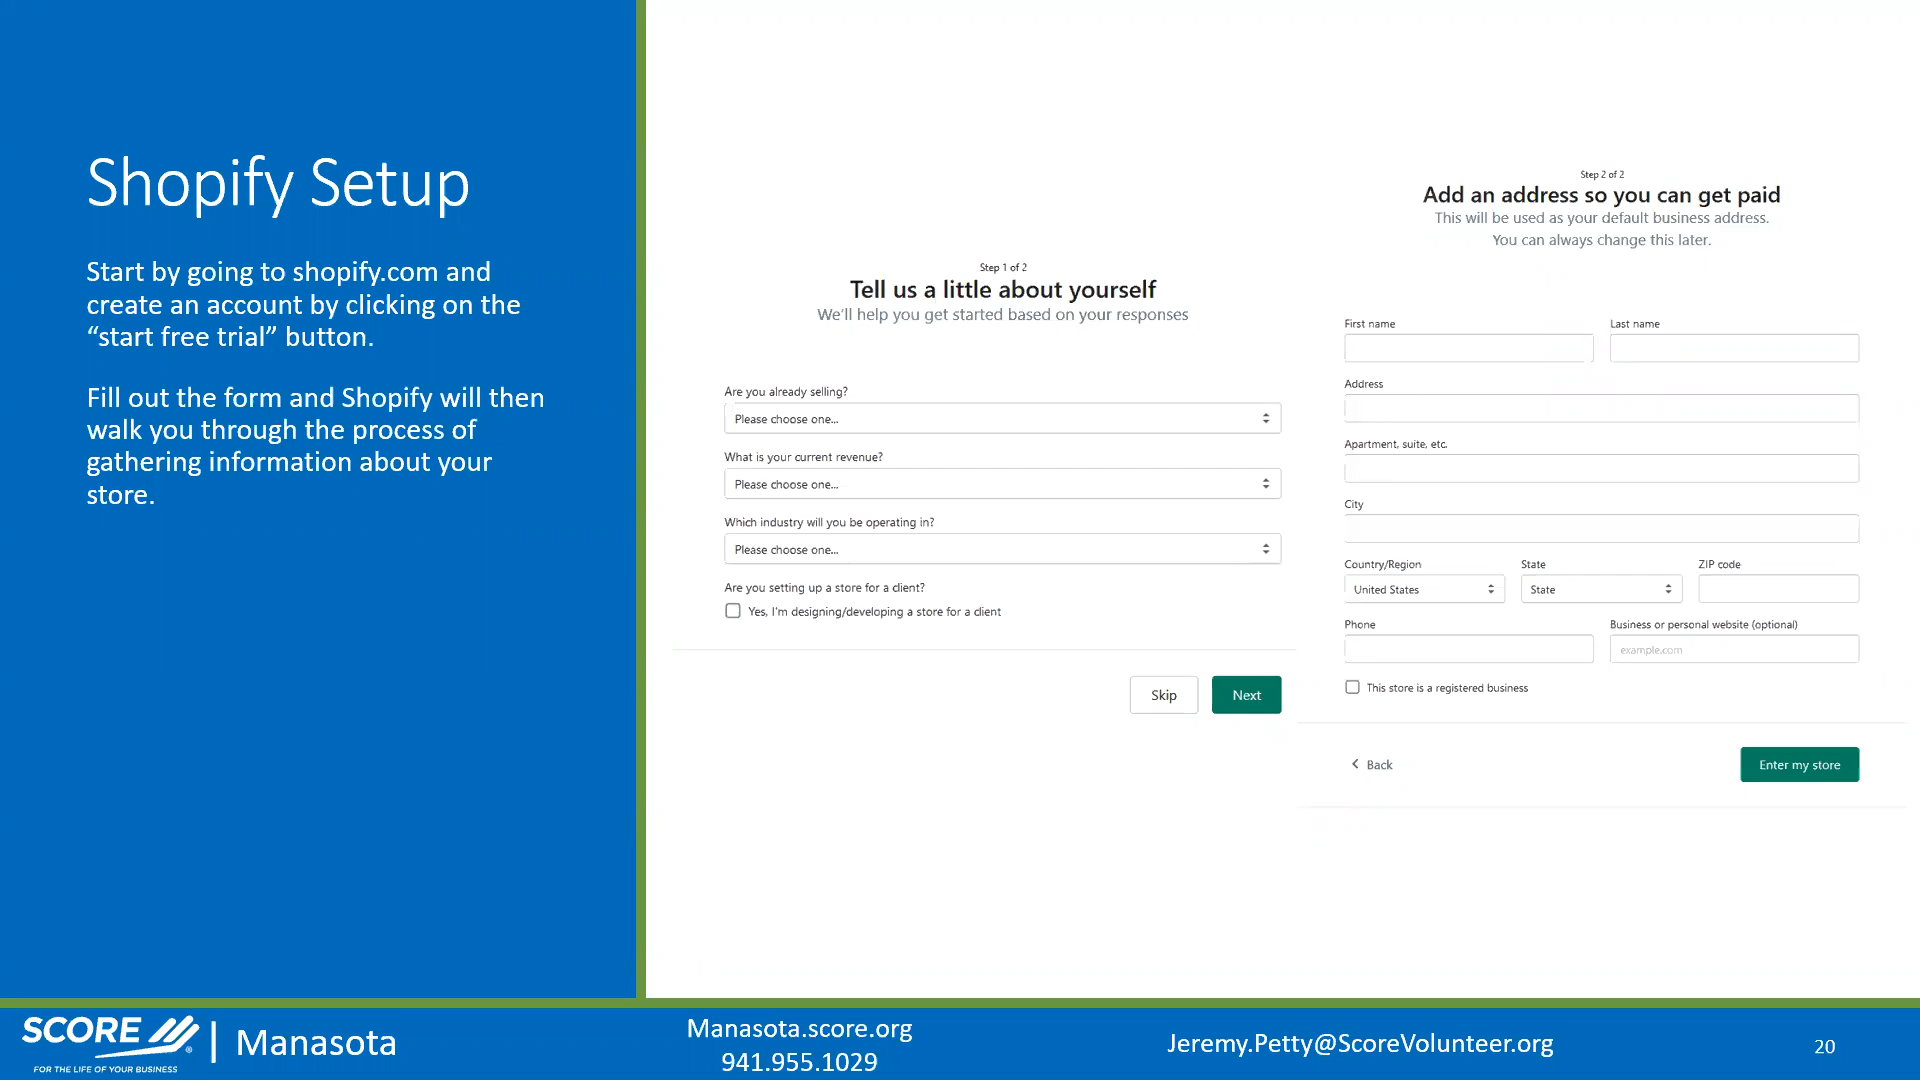 Shopify Setup
Start by going to shopify.com and
create an account by clicking on the
“start free trial” button.
Fill out the form and Shopify will then
walk you through the process of
gathering information about your
store.
Step 1 of 2
Tell us a little about yourself
We'll help you get started based on your responses
Are you already selling?
Please choose one...
What is your current revenue?
Please choose one...
Which industry will you be operating in?
Please choose one...
Are you setting up a store for a client?
Yes, I'm designing/developing a store for a client
Skip
Next
Step 2 of 2
Add an address so you can get paid
This will be used as your default business address.
You can always change this later.
First name
Last name
Address
Apartment, suite, etc.
City
Country/Region
State
ZIP code
United States
State
Phone
Business or personal website (optional)
example.com
This store is a registered business
Back
Enter my store
SCORE
®
FOR THE LIFE OF YOUR BUSINESS
Manasota
Manasota.score.org
941.955.1029
Jeremy.Petty@ScoreVolunteer.org
20